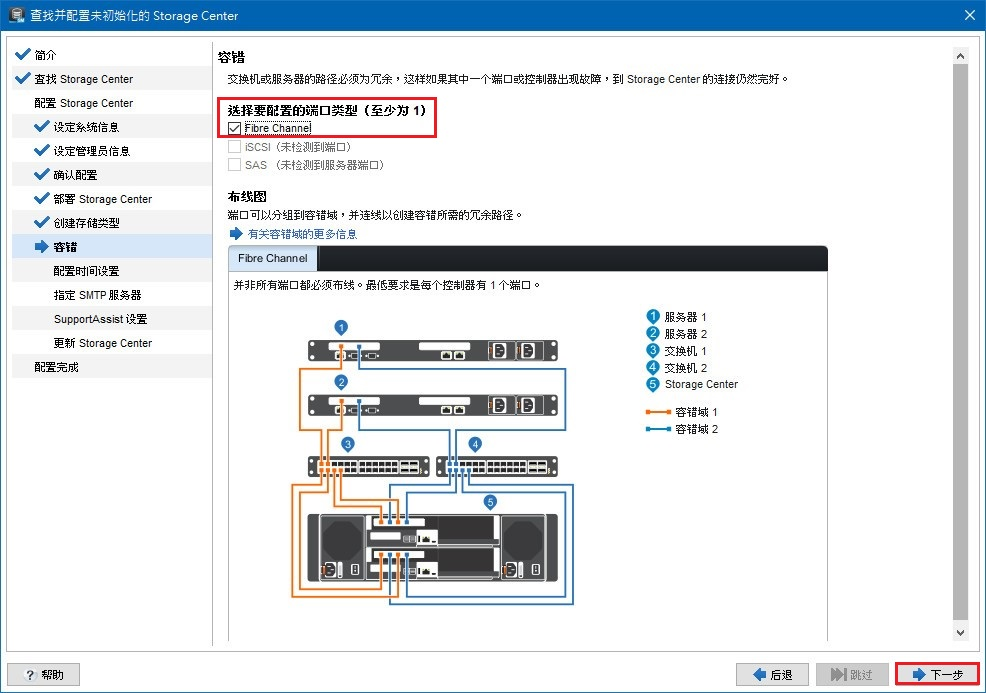 查找并配置未初始化的 Storage Center
简介
查找 Storage Center
配置 Storage Center
设定系统信息
设定管理员信息
确认配置
部署 Storage Center
创建存储类型
容错
配置时间设置
指定 SMTP 服务器
SupportAssist 设置
更新 Storage Center
配置完成
容错
交换机或服务器的路径必须为冗余,这样如果其中一个端口或控制器出现故障,到 Storage Center 的连接仍然完好。
选择要配置的端口类型(至少为 1)
Fibre Channel
iSCSI(未检测到端口)
SAS (未检测到服务器端口)
布线图
端口可以分组到容错域,并连线以创建容错所需的冗余路径。
有关容错域的更多信息
Fibre Channel
并非所有端口都必须布线。最低要求是每个控制器有 1 个端口。
1
2
3
4
5
1 服务器 1
2 服务器 2
3 交换机 1
4 交换机 2
5 Storage Center
容错域 1
容错域 2
? 帮助
后退
跳过
下一步